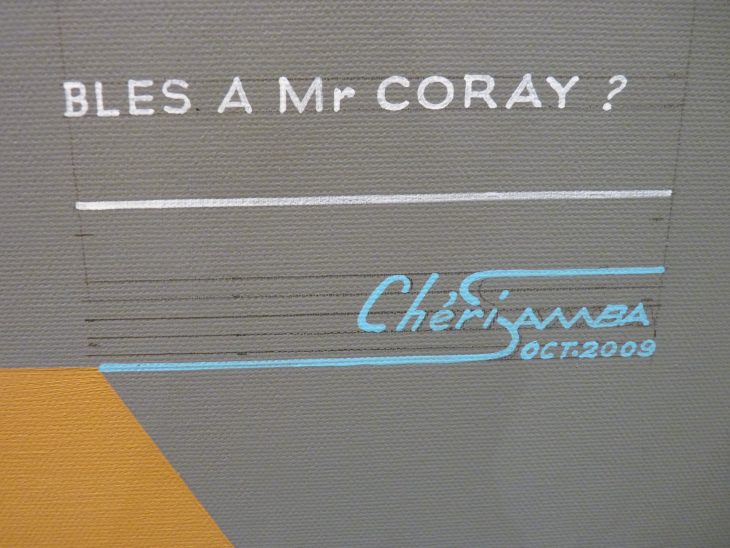 BLES A Mr CORAY ?
Chéri SAMBA
OCT.2009